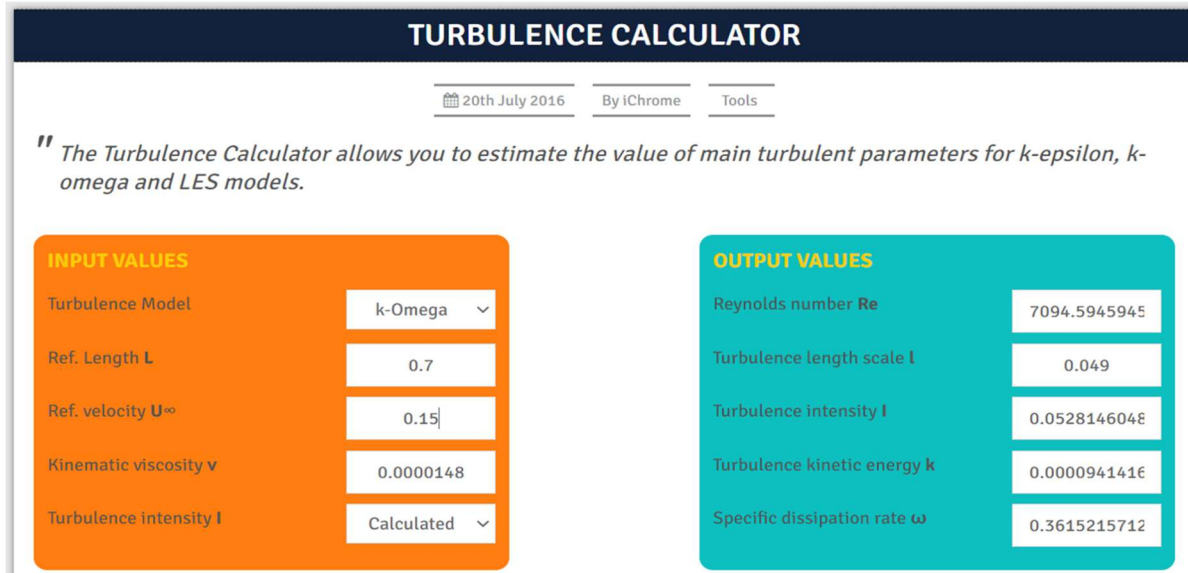 TURBULENCE CALCULATOR
20th July 2016 By iChrome Tools
" The Turbulence Calculator allows you to estimate the value of main turbulent parameters for k-epsilon, k-
omega and LES models.
INPUT VALUES
Turbulence Model k-Omega
Ref. Length L 0.7
Ref. velocity U∞ 0.15
Kinematic viscosity v 0.0000148
Turbulence intensity I Calculated
OUTPUT VALUES
Reynolds number Re 7094.5945945
Turbulence length scale l 0.049
Turbulence intensity I 0.0528146048
Turbulence kinetic energy k 0.0000941416
Specific dissipation rate ω 0.3615215712